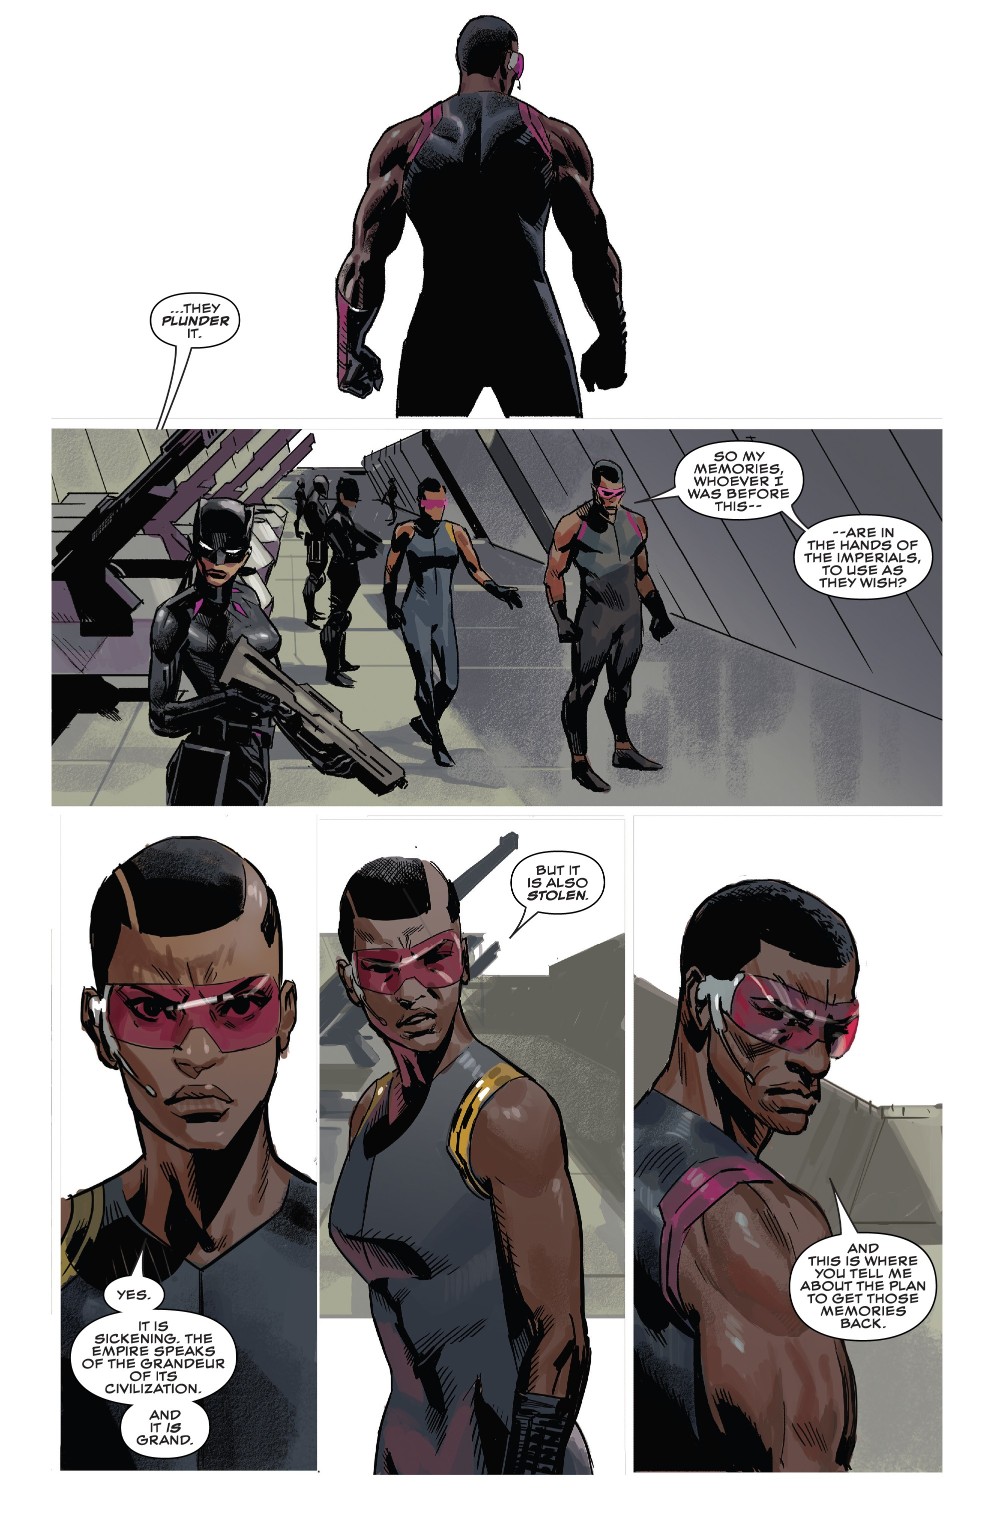 ...THEY
PLUNDER
IT.
SO MY
MEMORIES,
WHOEVER I
WAS BEFORE
THIS--
--ARE IN
THE HANDS OF
THE IMPERIALS,
TO USE AS
THEY WISH?
YES.
IT IS
SICKENING. THE
EMPIRE SPEAKS
OF THE GRANDEUR
OF ITS
CIVILIZATION.
AND
IT IS
GRAND.
BUT IT
IS ALSO
STOLEN.
AND
THIS IS WHERE
YOU TELL ME
ABOUT THE PLAN
TO GET THOSE
MEMORIES
BACK.